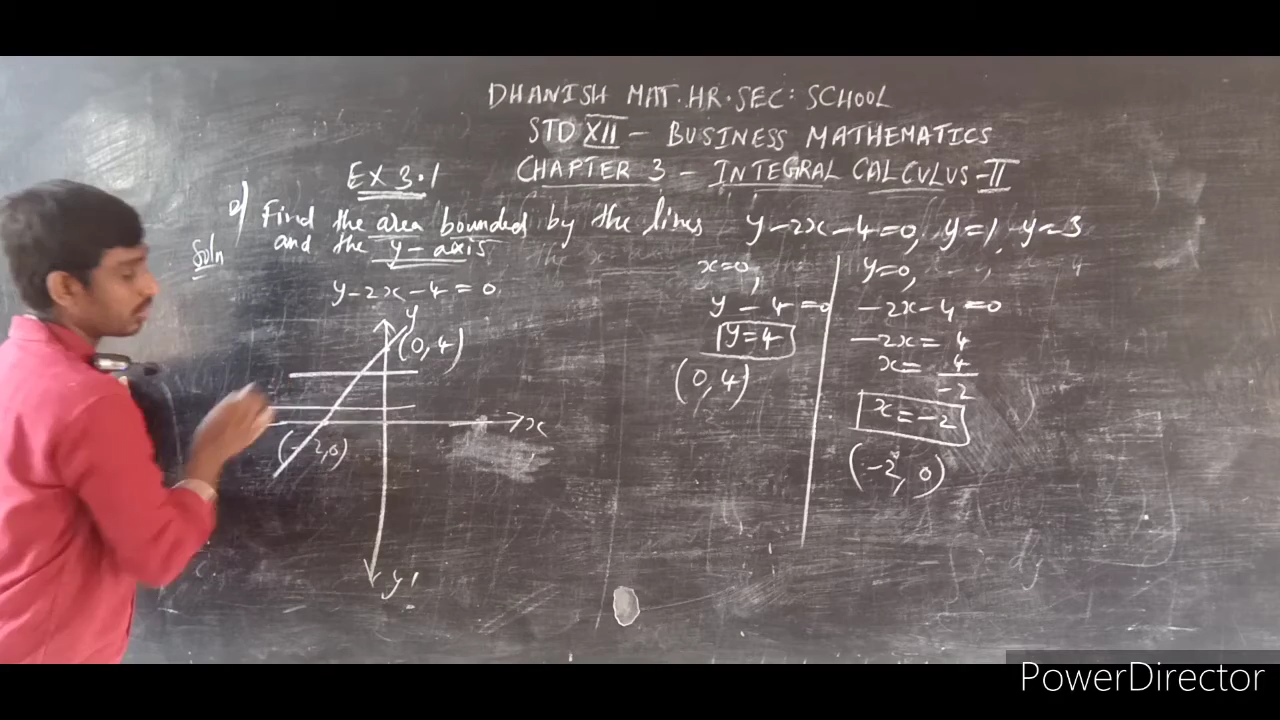 DHANISH MAT.HR.SEC: SCHOOL
STD XII - BUSINESS MATHEMATICS
CHAPTER 3 - INTEGRAL CALCULUS-II
EX 3.1
Find the area bounded by the lines y-2x-4=0, y=1, y=3
and the y-axis
Soln
y-2x-4=0
y
(0,4)
x
(-2,0)
y'
x=0,
y-4=0
y=4
(0,4)
y=0,
-2x-4=0
-2x=4
x=4
-2
x=-2
(-2,0)
dy
PowerDirector